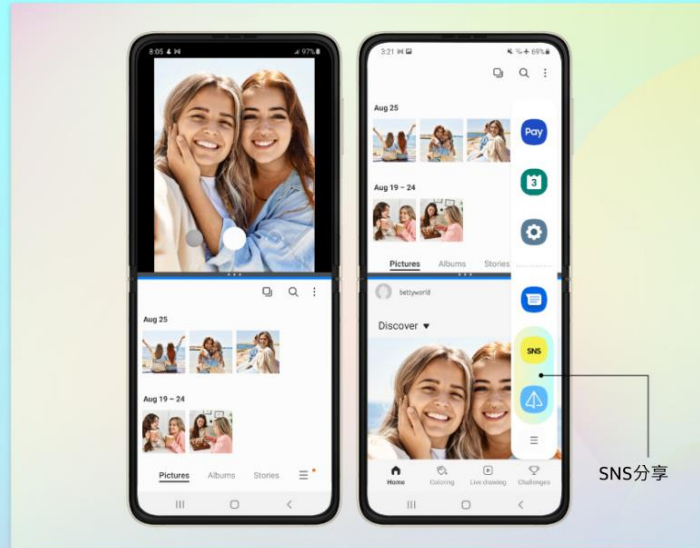 8:05
97%
Aug 25
Aug 19 – 24
Pictures Albums Stories
3:21
69%
Aug 25
Pay
3
Aug 19 – 24
Pictures Albums Stories
bettyworld
Discover
SNS
SNS分享
Home Coloring Live drawing Challenges